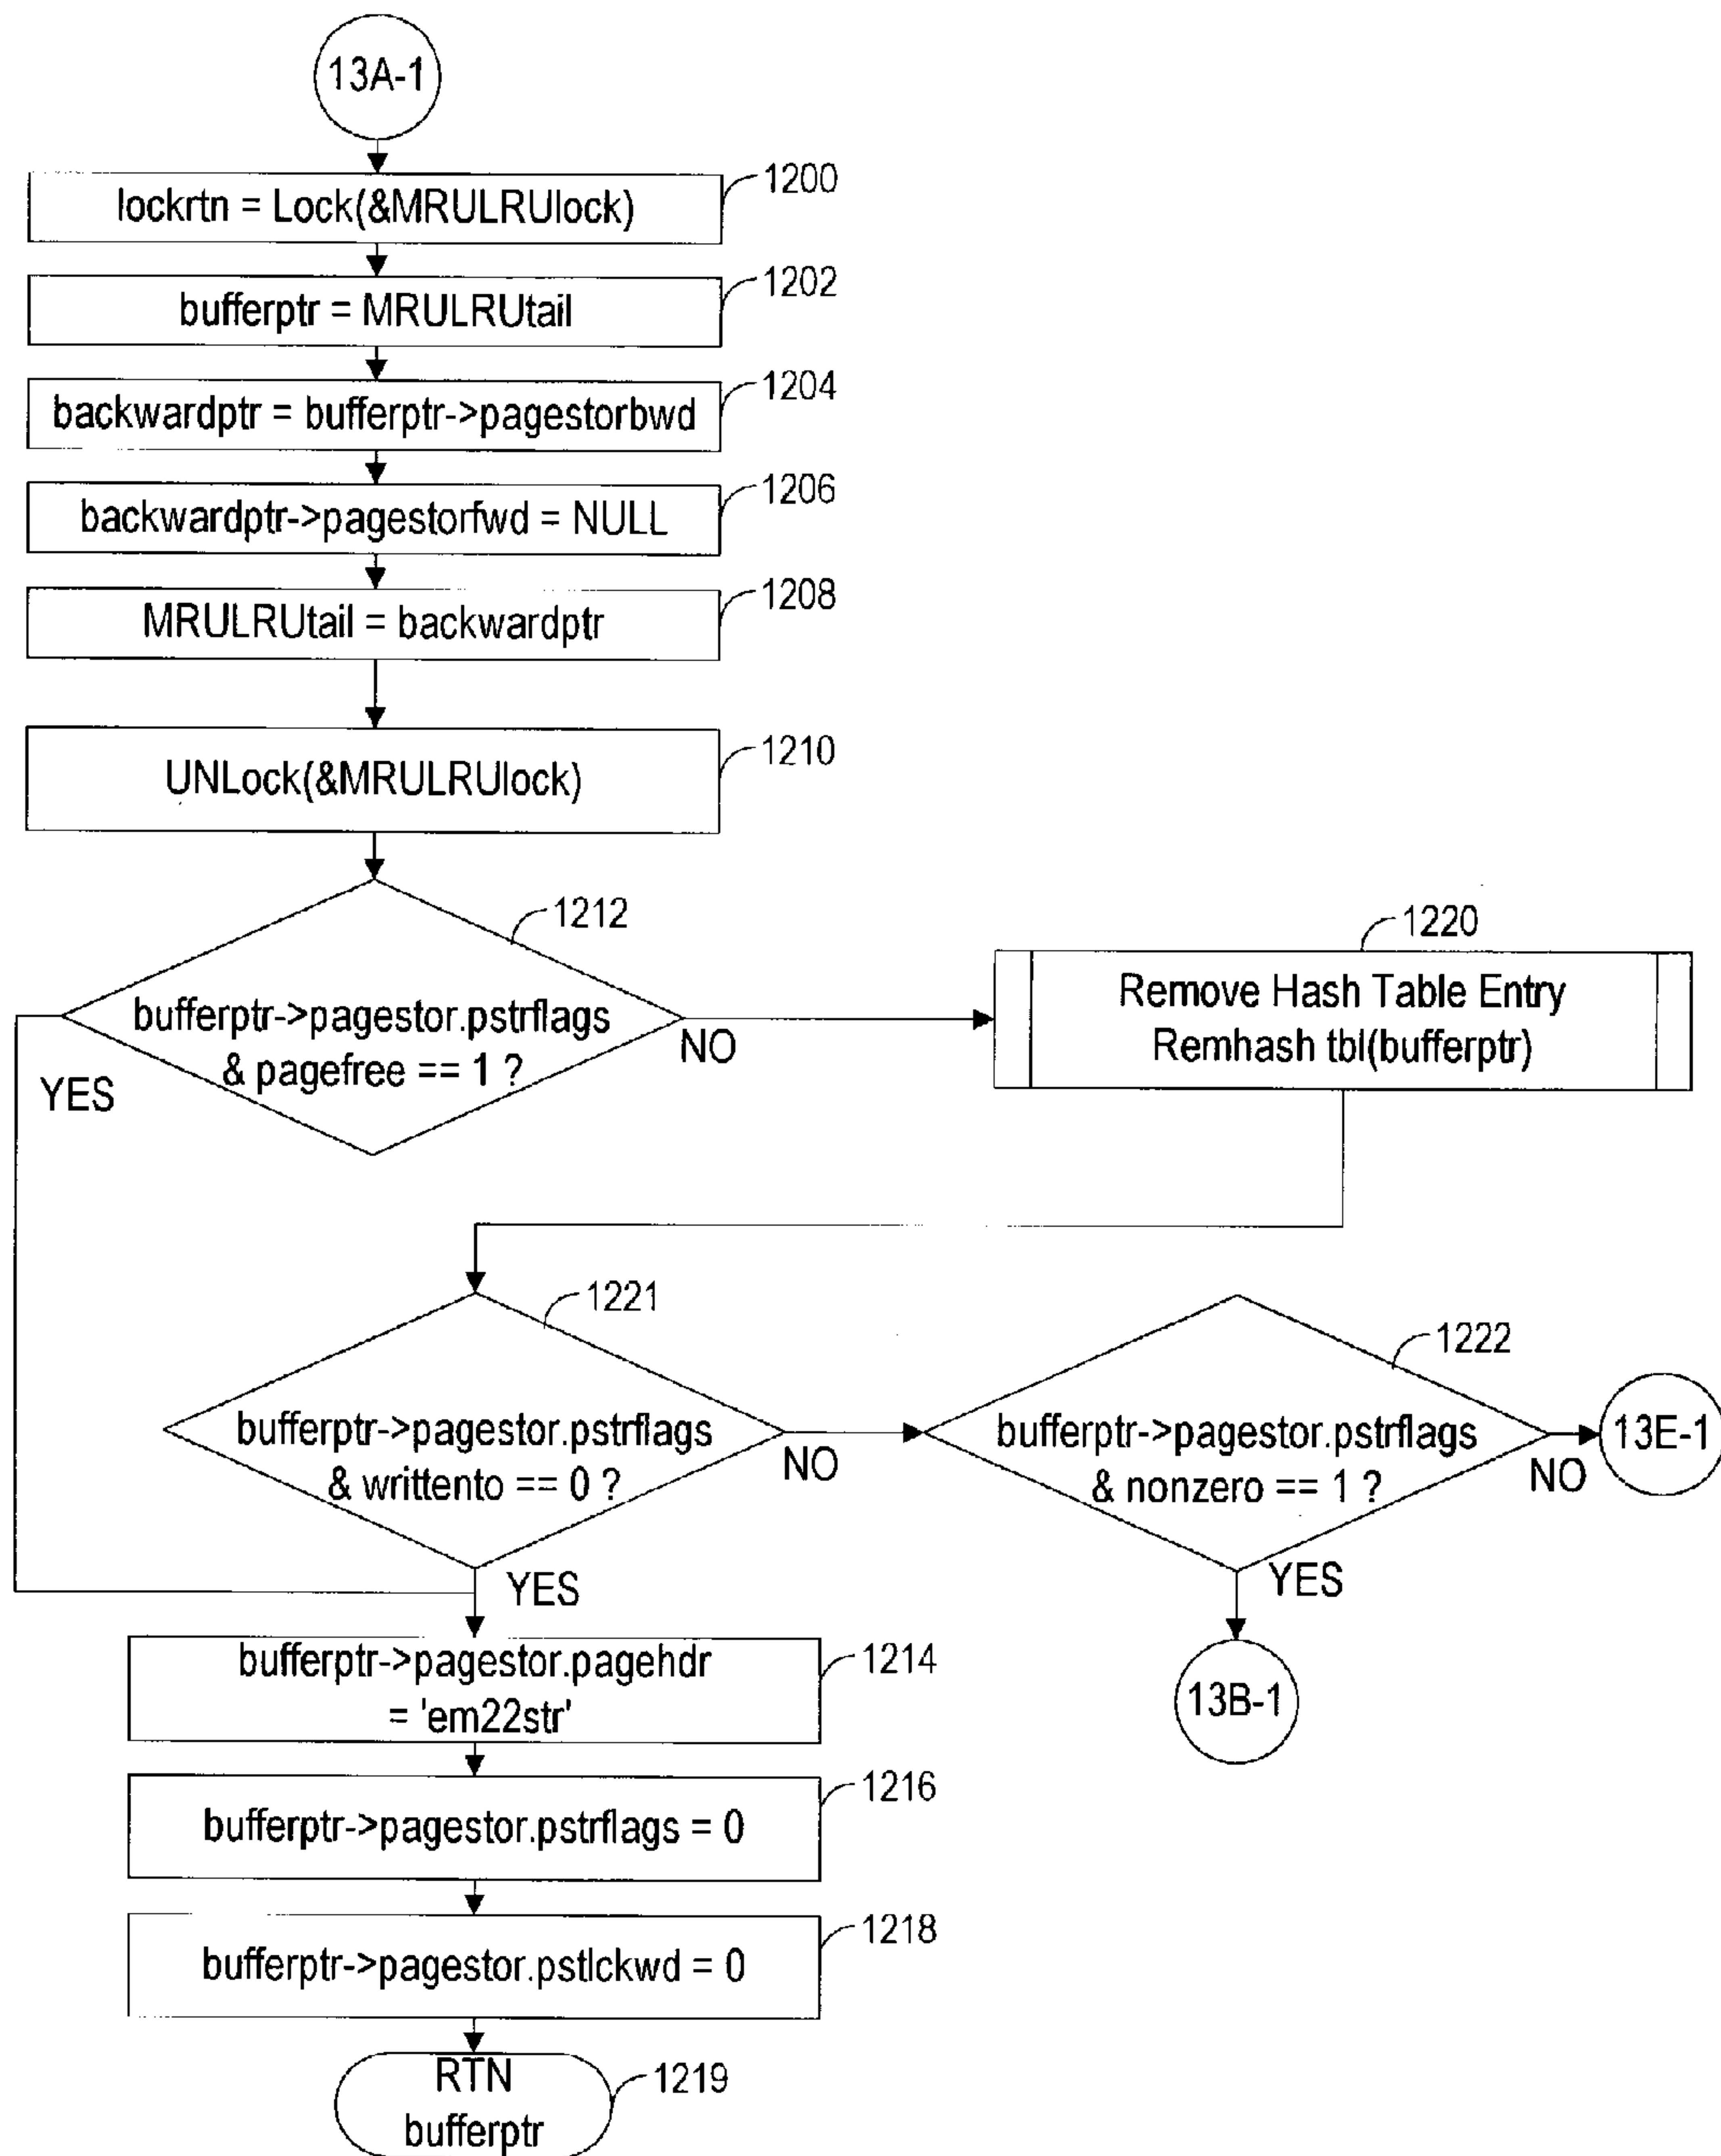 13A-1
1200
lockrtn = Lock(&MRULRUlock)
1202
bufferptr = MRULRUtail
1204
backwardptr = bufferptr->pagestorbwd
1206
backwardptr->pagestorfwd = NULL
1208
MRULRUtail = backwardptr
1210
UNLock(&MRULRUlock)
1212
bufferptr->pagestor.pstrflags
& pagefree == 1 ?
YES
NO
1220
Remove Hash Table Entry
Remhash tbl(bufferptr)
1221
bufferptr->pagestor.pstrflags
& writtento == 0 ?
NO
YES
1222
bufferptr->pagestor.pstrflags
& nonzero == 1 ?
NO
13E-1
YES
13B-1
1214
bufferptr->pagestor.pagehdr
= 'em22str'
1216
bufferptr->pagestor.pstrflags = 0
1218
bufferptr->pagestor.pstlckwd = 0
RTN
bufferptr
1219